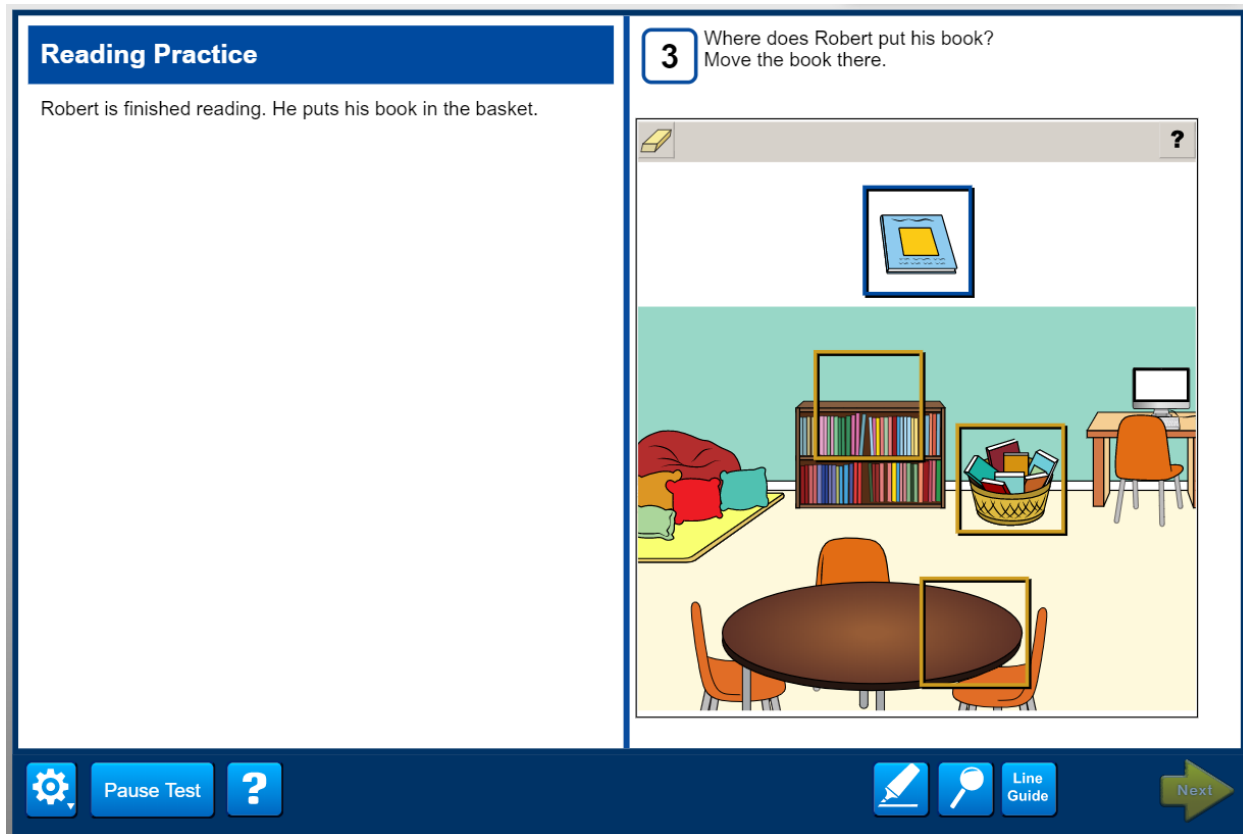 Reading Practice
Robert is finished reading. He puts his book in the basket.
3
Where does Robert put his book?
Move the book there.
?
Pause Test
?
Line
Guide
Next